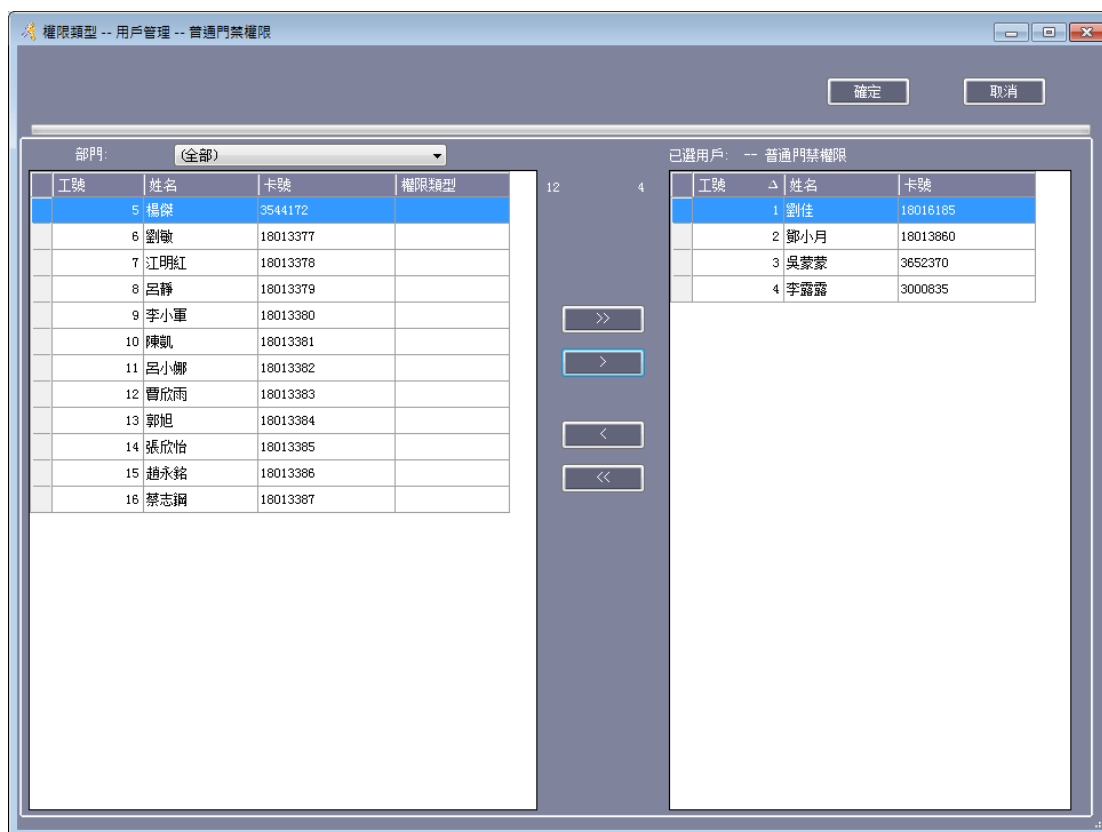 權限類型 -- 用戶管理 -- 普通門禁權限
確定 取消
部門: (全部) 已選用戶: -- 普通門禁權限
工號 姓名 卡號 權限類型 12 4 工號 姓名 卡號
5 楊傑 3544172 1 劉佳 18016185
6 劉敏 18013377 2 鄧小月 18013860
7 江明紅 18013378 3 吳蒙蒙 3652370
8 呂靜 18013379 4 李露露 3000835
9 李小軍 18013380 >>
10 陳凱 18013381
11 呂小娜 18013382 >
12 曹欣雨 18013383
13 郭旭 18013384 <
14 張欣怡 18013385
15 趙永銘 18013386 <<
16 蔡志鋼 18013387